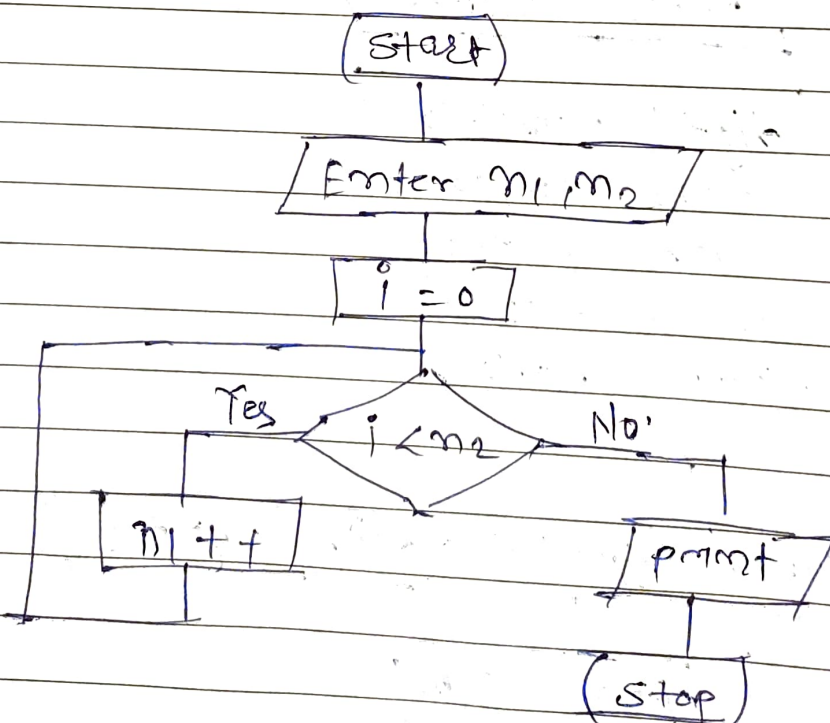 Start
Enter n1, n2
i = 0
Yes
i < n2
No
n1 + +
print
Stop